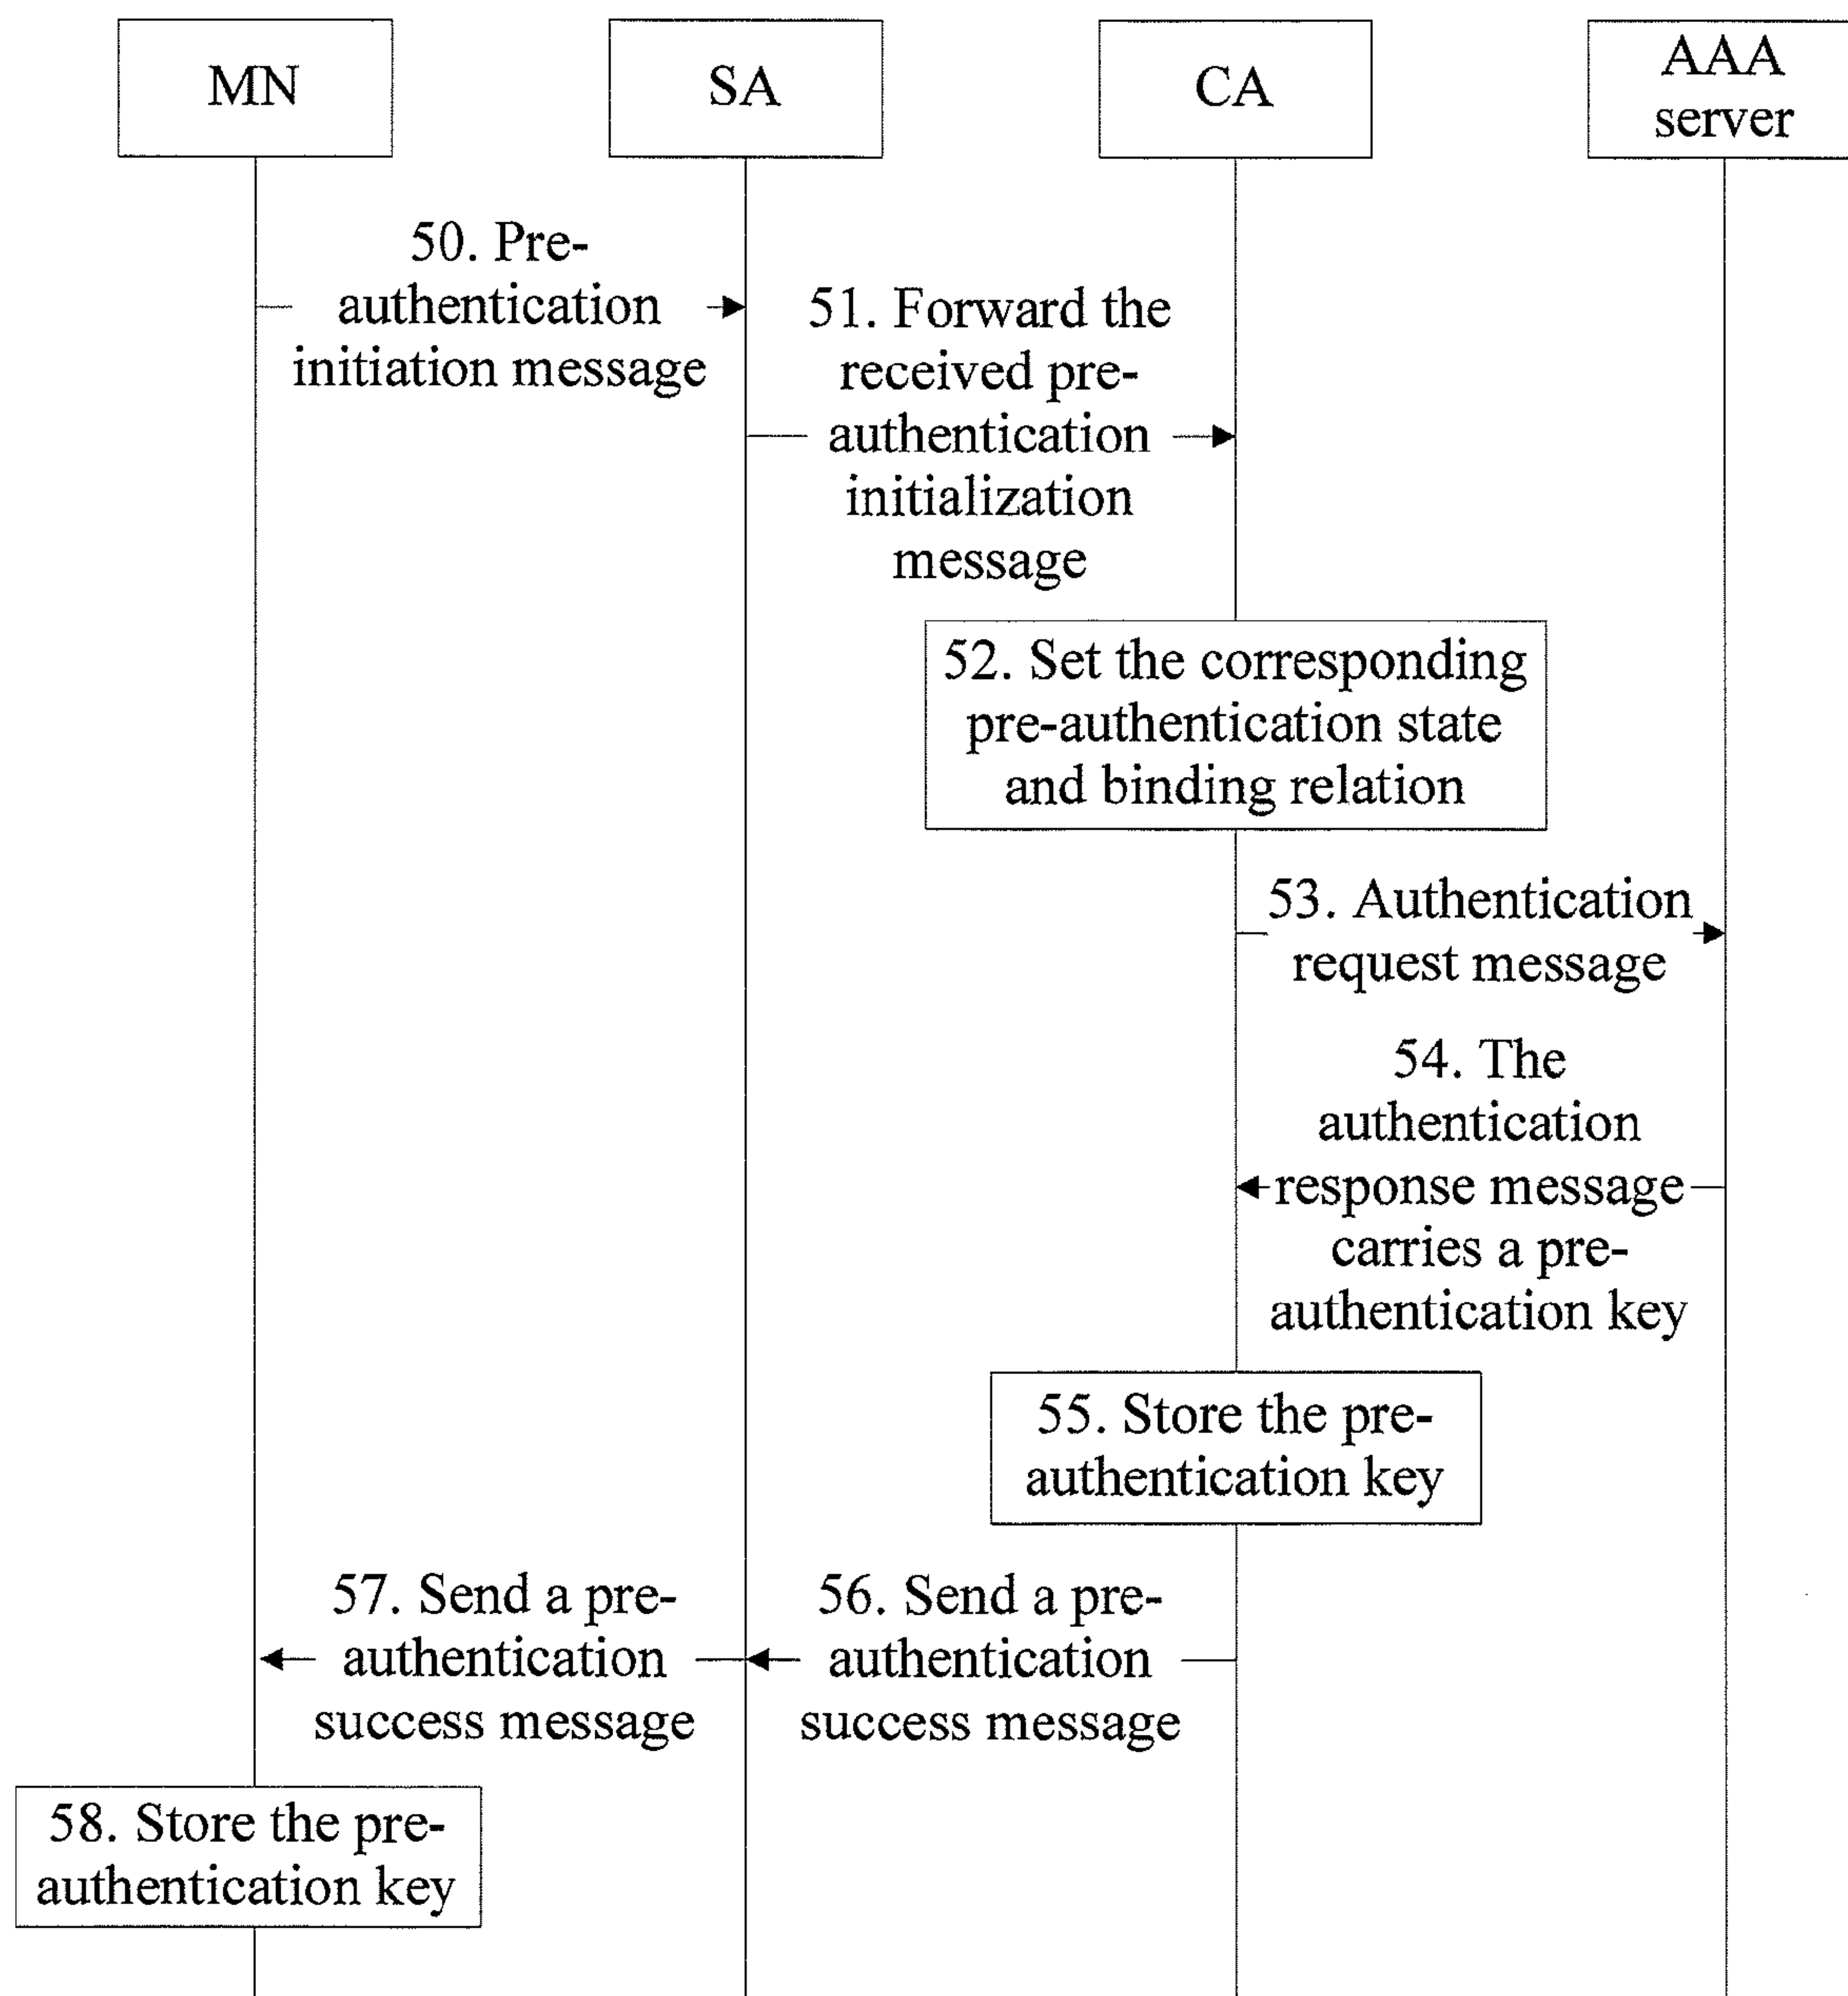 MN
SA
CA
AAA
server
50. Pre-
authentication
initiation message
51. Forward the
received pre-
authentication
initialization
message
52. Set the corresponding
pre-authentication state
and binding relation
53. Authentication
request message
54. The
authentication
response message
carries a pre-
authentication key
55. Store the pre-
authentication key
57. Send a pre-
authentication
success message
56. Send a pre-
authentication
success message
58. Store the pre-
authentication key